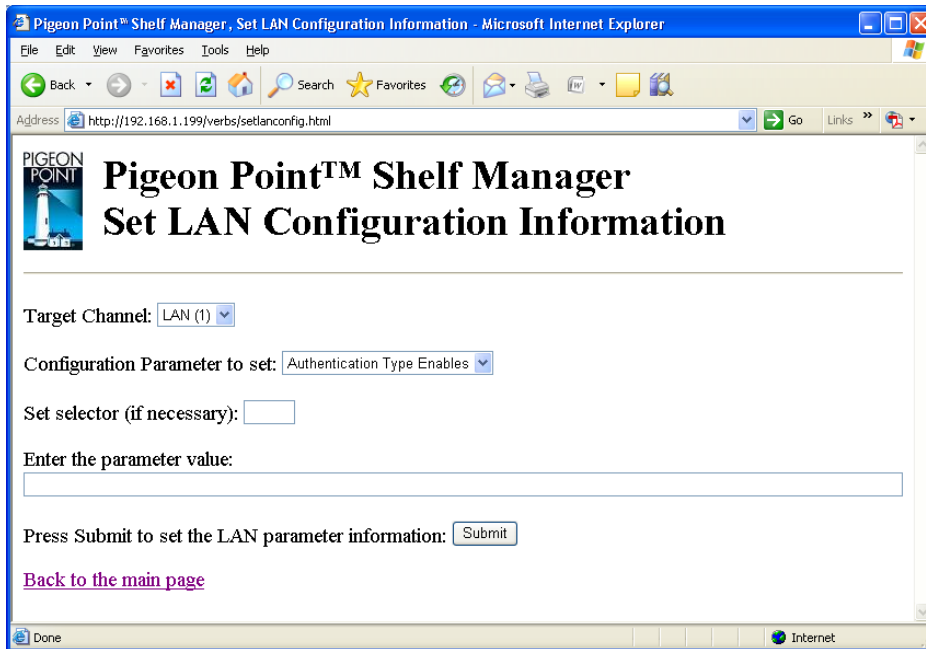 Pigeon Point™ Shelf Manager, Set LAN Configuration Information - Microsoft Internet Explorer
File Edit View Favorites Tools Help
Back Search Favorites
Address http://192.168.1.199/verbs/setlanconfig.html Go Links »
PIGEON
POINT
Pigeon Point™ Shelf Manager
Set LAN Configuration Information
Target Channel: LAN (1)
Configuration Parameter to set: Authentication Type Enables
Set selector (if necessary):
Enter the parameter value:
Press Submit to set the LAN parameter information: Submit
Back to the main page
Done Internet